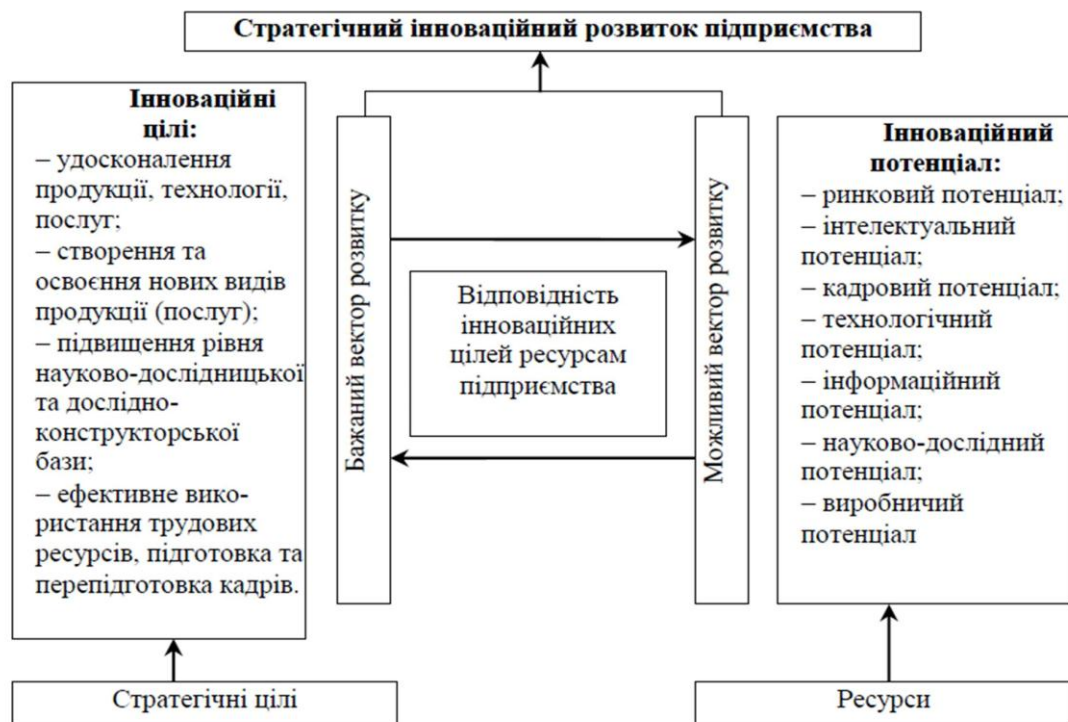 Стратегічний інноваційний розвиток підприємства
Інноваційні
цілі:
– удосконалення
продукції, технології,
послуг;
– створення та
освоєння нових видів
продукції (послуг);
– підвищення рівня
науково-дослідницької
та дослідно-
конструкторської
бази;
– ефективне вико-
ристання трудових
ресурсів, підготовка та
перепідготовка кадрів.
Бажаний вектор розвитку
Відповідність
інноваційних
цілей ресурсам
підприємства
Можливий вектор розвитку
Інноваційний
потенціал:
– ринковий потенціал;
– інтелектуальний
потенціал;
– кадровий потенціал;
– технологічний
потенціал;
– інформаційний
потенціал;
– науково-дослідний
потенціал;
– виробничий
потенціал
Стратегічні цілі
Ресурси